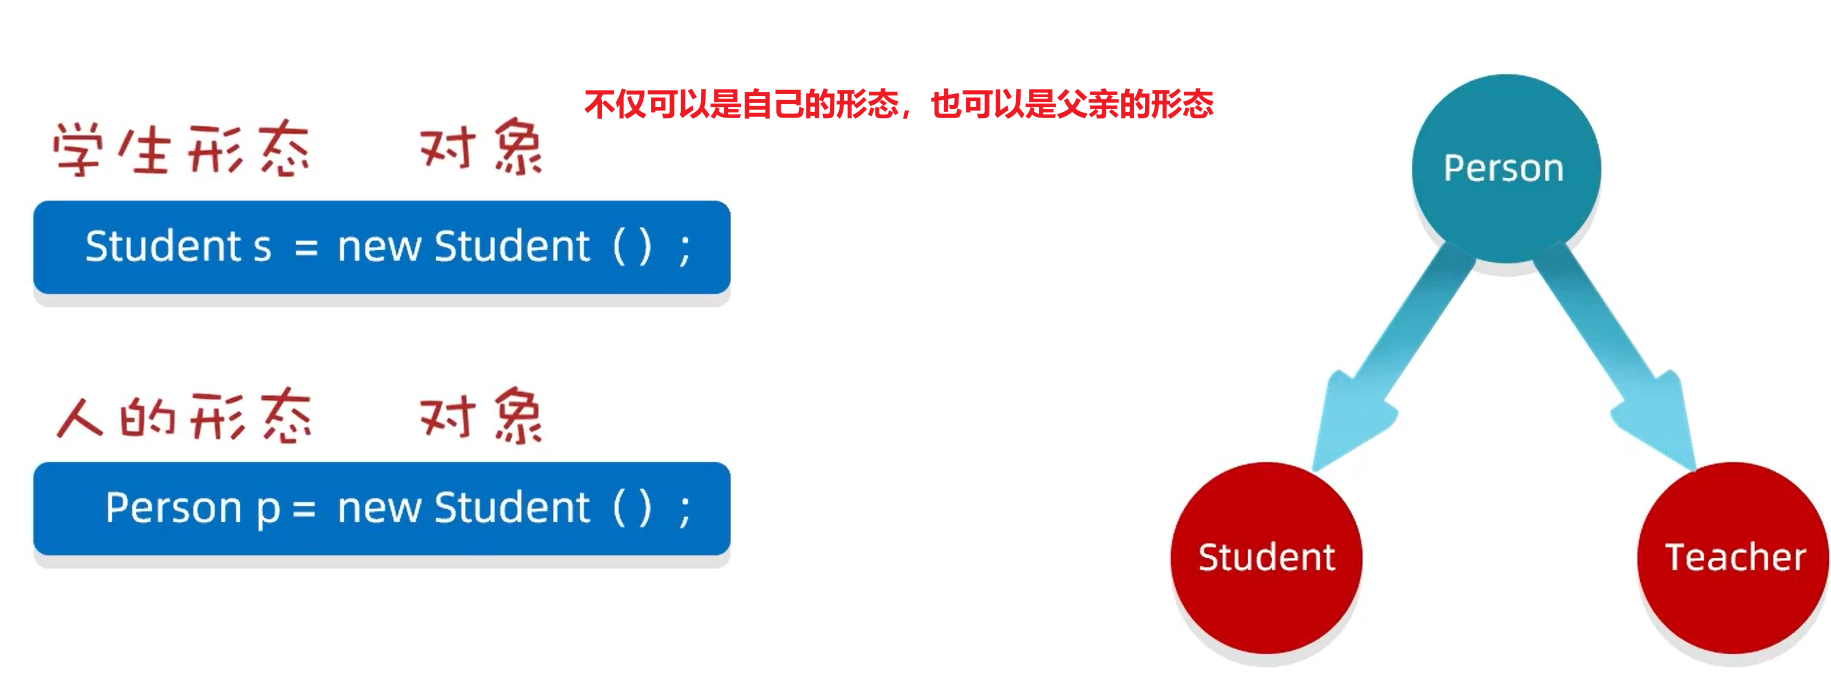 不仅可以是自己的形态，也可以是父亲的形态
学生形态 对象
Student s = new Student ( ) ;
人的形态 对象
Person p = new Student ( ) ;
Person
Student
Teacher